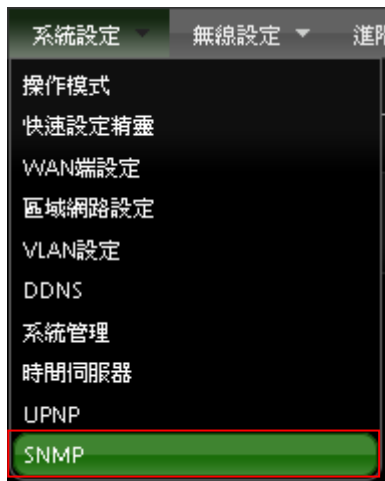 系統設定 無線設定 進階
操作模式
快速設定精靈
WAN端設定
區域網路設定
VLAN設定
DDNS
系統管理
時間伺服器
UPNP
SNMP